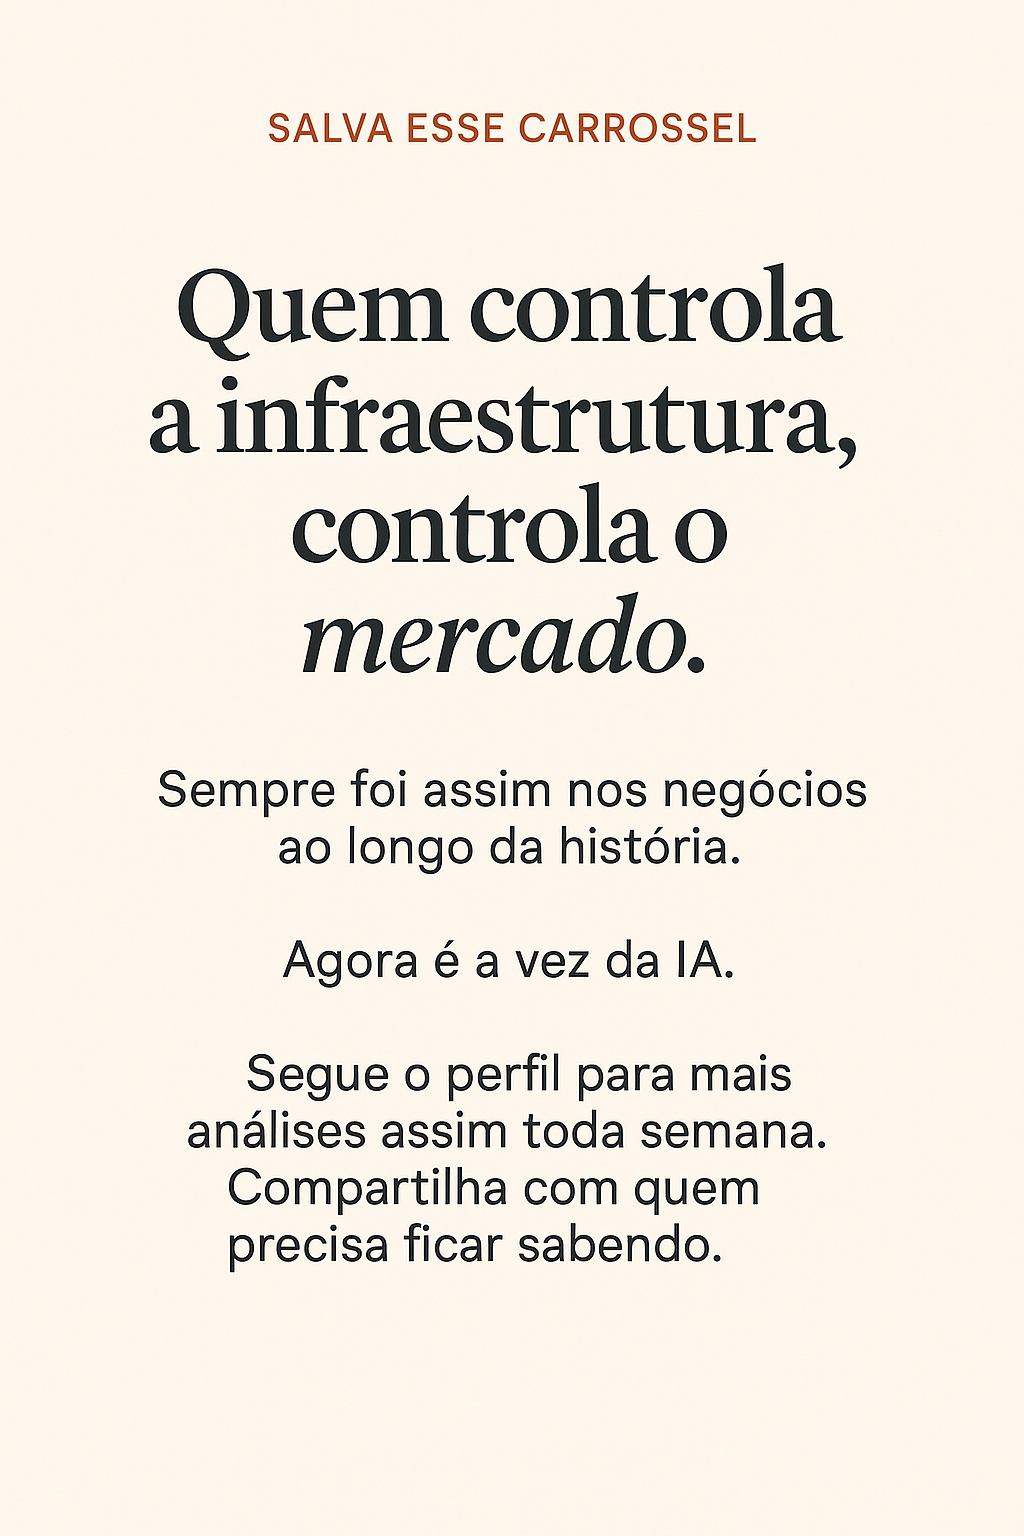 SALVA ESSE CARROSSEL
Quem controla
a infraestrutura,
controla o
mercado.
Sempre foi assim nos negócios
ao longo da história.
Agora é a vez da IA.
Segue o perfil para mais
análises assim toda semana.
Compartilha com quem
precisa ficar sabendo.